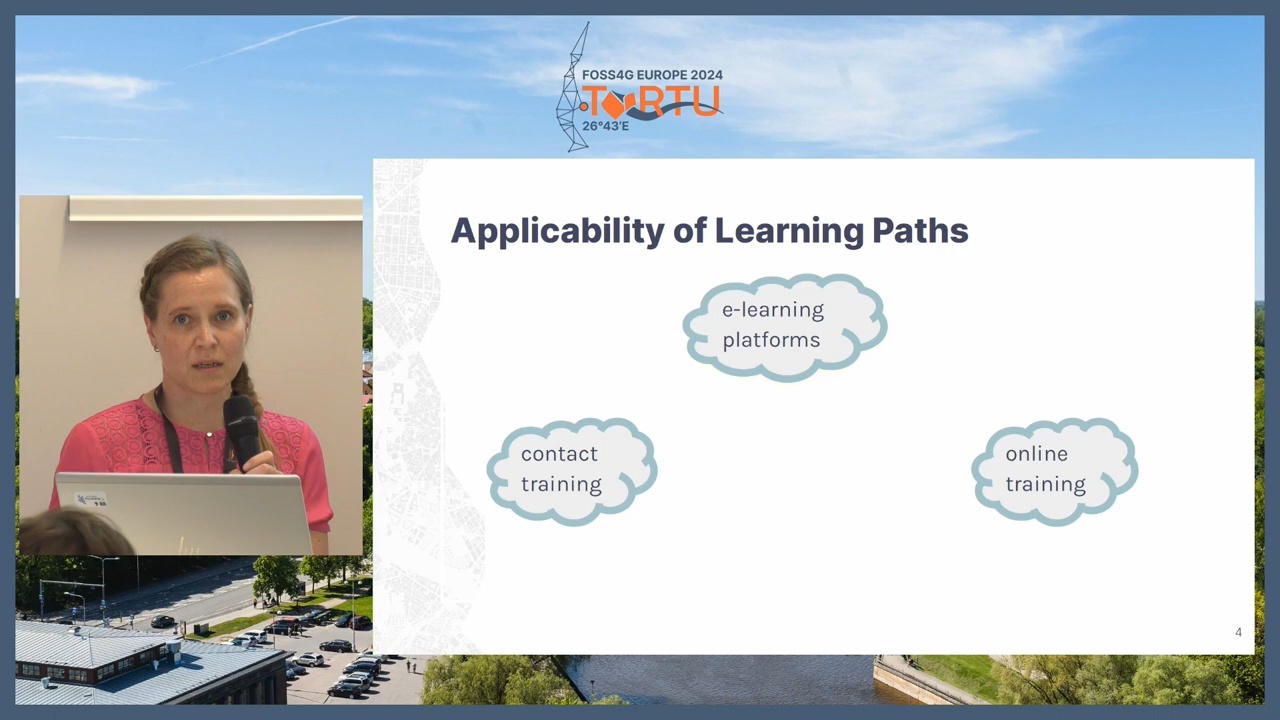 FOSS4G EUROPE 2024
TARTU
26°43'E
Applicability of Learning Paths
e-learning
platforms
contact
training
online
training
4